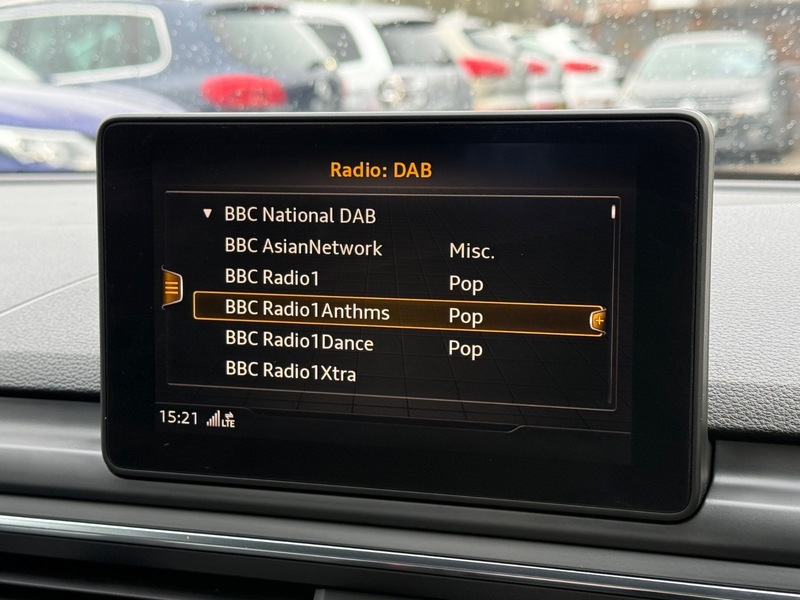 Radio: DAB
▼ BBC National DAB
BBC AsianNetwork Misc.
BBC Radio1 Pop
BBC Radio1Anthms Pop
BBC Radio1Dance Pop
BBC Radio1Xtra
15:21 LTE